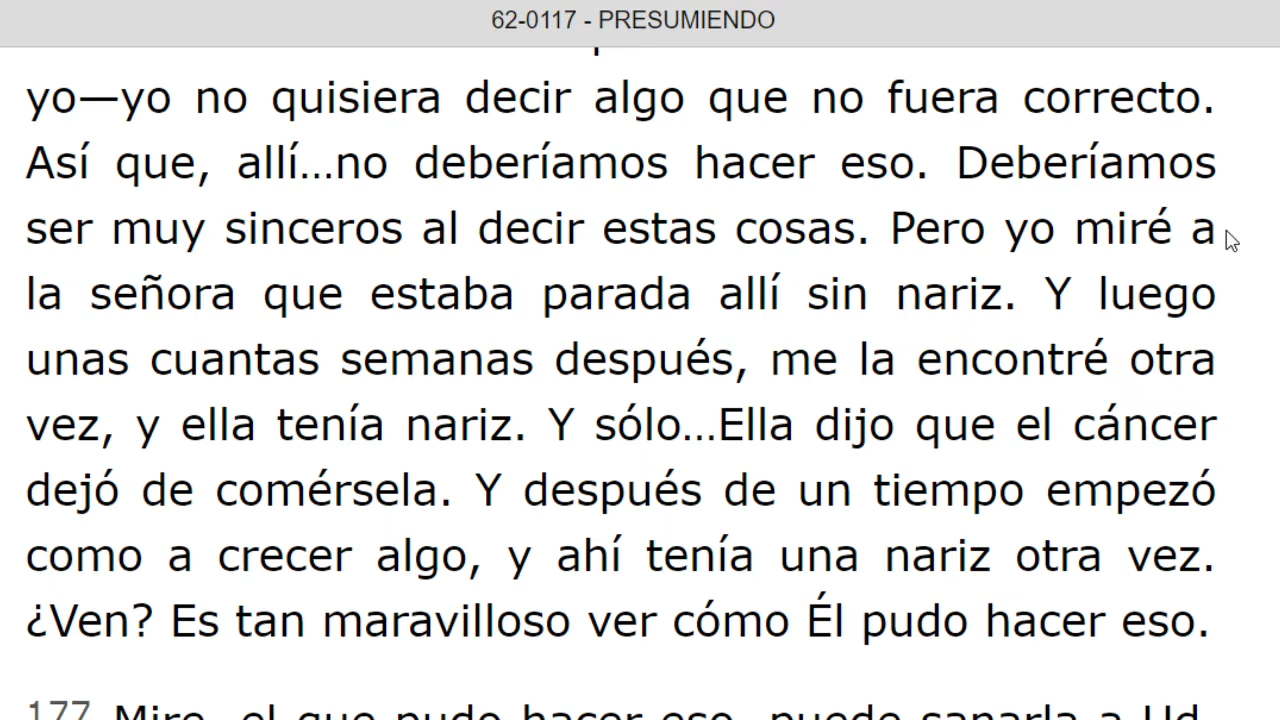 62-0117 - PRESUMIENDO
yo—yo no quisiera decir algo que no fuera correcto.
Así que, allí...no deberíamos hacer eso. Deberíamos
ser muy sinceros al decir estas cosas. Pero yo miré a
la señora que estaba parada allí sin nariz. Y luego
unas cuantas semanas después, me la encontré otra
vez, y ella tenía nariz. Y sólo...Ella dijo que el cáncer
dejó de comérsela. Y después de un tiempo empezó
como a crecer algo, y ahí tenía una nariz otra vez.
¿Ven? Es tan maravilloso ver cómo Él pudo hacer eso.
177 Mire, el que pudo hacer eso, puede sanarla a Ud.